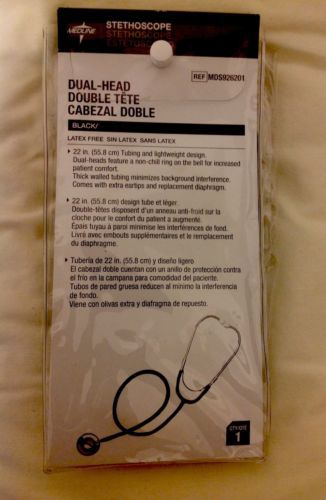 MEDLINE
STETHOSCOPE
STETHOSCOPE
REF MDS926201
DUAL-HEAD
DOUBLE TÊTE
CABEZAL DOBLE
BLACK/
LATEX FREE SIN LATEX SANS LATEX
22 in. (55.8 cm) Tubing and lightweight design.
Dual-heads feature a non-chill ring on the bell for increased
patient comfort.
Thick walled tubing minimizes background interference.
Comes with extra eartips and replacement diaphragm.
22 in. (55.8 cm) design tube et léger.
Double-têtes disposent d'un anneau anti-fruid sur la
cloche pour le confort du patient a augmenté.
Épais tuyau à paroi minimise les interférences de fond.
Livré avec embouts supplémentaires et le remplacement
du diaphragme.
Tubería de 22 in. (55.8 cm) y diseño ligero
El cabezal doble cuentan con un anillo de protección contra
el frío en la campana para comodidad del paciente.
Tubos de pared gruesa reducen al mínimo la interferencia
de fondo.
Viene con olivas extra y diafragma de repuesto.
1